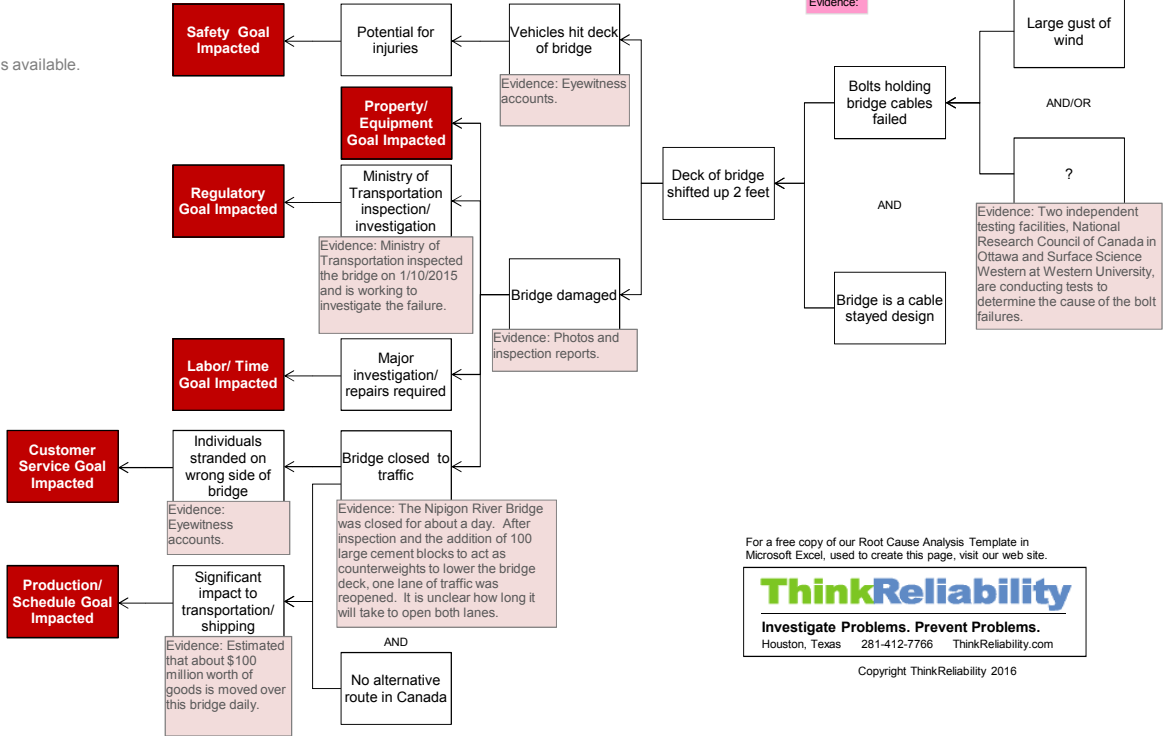 Evidence:
s available.
Safety Goal
Impacted
Potential for
injuries
Vehicles hit deck
of bridge
Evidence: Eyewitness
accounts.
Large gust of
wind
AND/OR
?
Evidence: Two independent
testing facilities, National
Research Council of Canada in
Ottawa and Surface Science
Western at Western University,
are conducting tests to
determine the cause of the bolt
failures.
Bolts holding
bridge cables
failed
AND
Bridge is a cable
stayed design
Deck of bridge
shifted up 2 feet
Property/
Equipment
Goal Impacted
Regulatory
Goal Impacted
Ministry of
Transportation
inspection/
investigation
Evidence: Ministry of
Transportation inspected
the bridge on 1/10/2015
and is working to
investigate the failure.
Bridge damaged
Evidence: Photos and
inspection reports.
Labor/ Time
Goal Impacted
Major
investigation/
repairs required
Customer
Service Goal
Impacted
Individuals
stranded on
wrong side of
bridge
Evidence:
Eyewitness
accounts.
Bridge closed to
traffic
Evidence: The Nipigon River Bridge
was closed for about a day. After
inspection and the addition of 100
large cement blocks to act as
counterweights to lower the bridge
deck, one lane of traffic was
reopened. It is unclear how long it
will take to open both lanes.
Production/
Schedule Goal
Impacted
Significant
impact to
transportation/
shipping
Evidence: Estimated
that about $100
million worth of
goods is moved over
this bridge daily.
AND
No alternative
route in Canada
For a free copy of our Root Cause Analysis Template in
Microsoft Excel, used to create this page, visit our web site.
ThinkReliability
Investigate Problems. Prevent Problems.
Houston, Texas 281-412-7766 ThinkReliability.com
Copyright ThinkReliability 2016